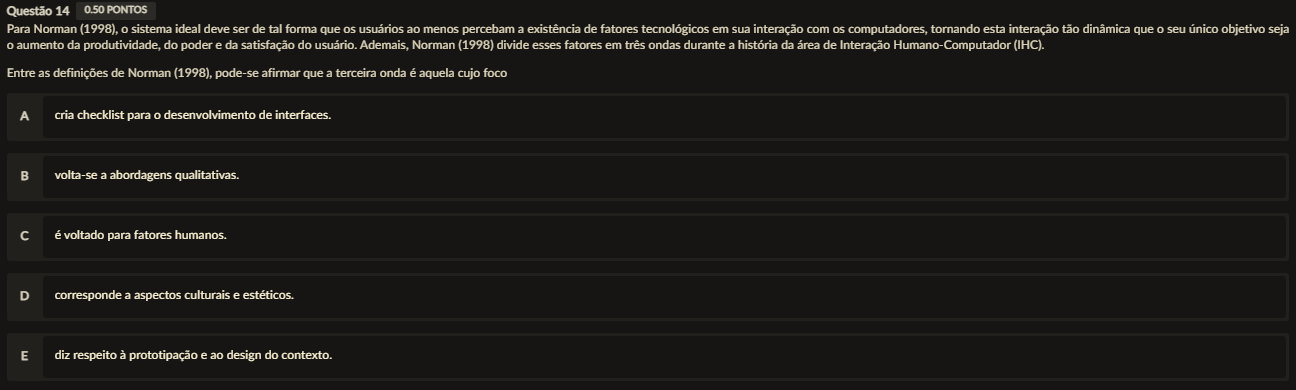 Questão 14 0.50 PONTOS
Para Norman (1998), o sistema ideal deve ser de tal forma que os usuários ao menos percebam a existência de fatores tecnológicos em sua interação com os computadores, tornando esta interação tão dinâmica que o seu único objetivo seja
o aumento da produtividade, do poder e da satisfação do usuário. Ademais, Norman (1998) divide esses fatores em três ondas durante a história da área de Interação Humano-Computador (IHC).
Entre as definições de Norman (1998), pode-se afirmar que a terceira onda é aquela cujo foco
A cria checklist para o desenvolvimento de interfaces.
B volta-se a abordagens qualitativas.
C é voltado para fatores humanos.
D corresponde a aspectos culturais e estéticos.
E diz respeito à prototipação e ao design do contexto.